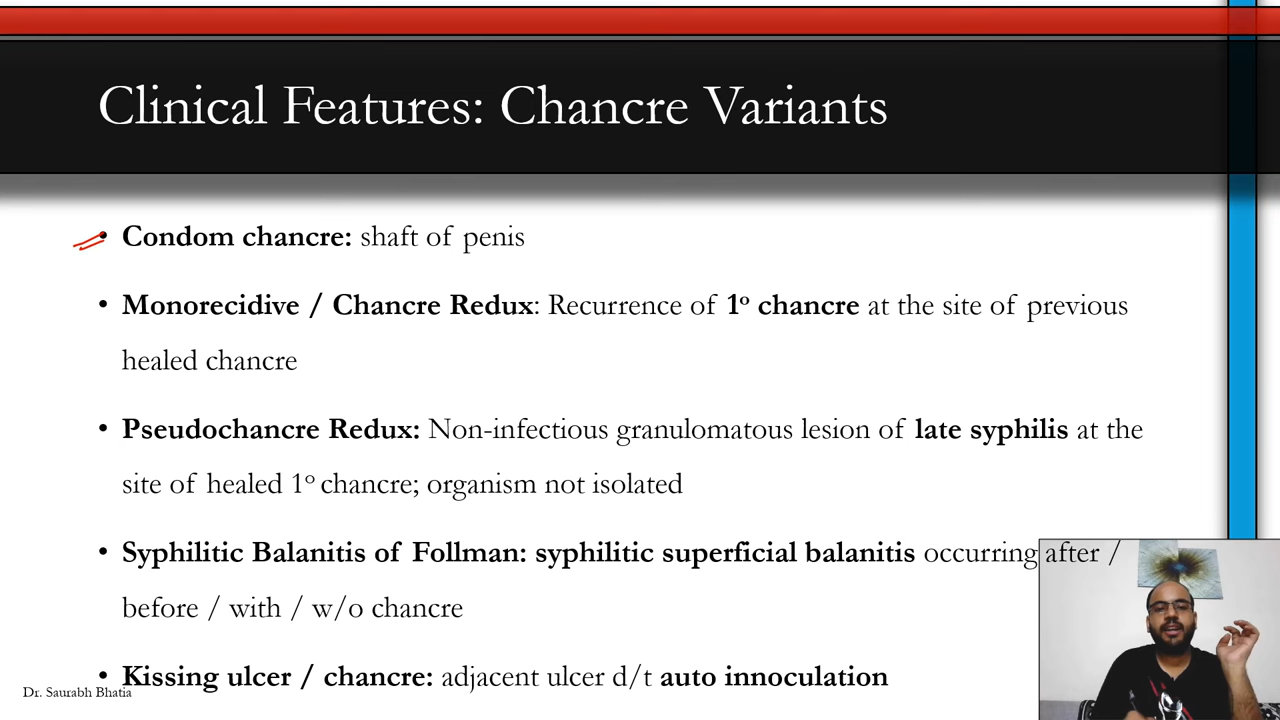 Clinical Features: Chancre Variants
• Condom chancre: shaft of penis
• Monorecidive / Chancre Redux: Recurrence of 1º chancre at the site of previous
healed chancre
• Pseudochancre Redux: Non-infectious granulomatous lesion of late syphilis at the
site of healed 1º chancre; organism not isolated
• Syphilitic Balanitis of Follman: syphilitic superficial balanitis occurring after /
before / with / w/o chancre
• Kissing ulcer / chancre: adjacent ulcer d/t auto innoculation
Dr. Saurabh Bhatia